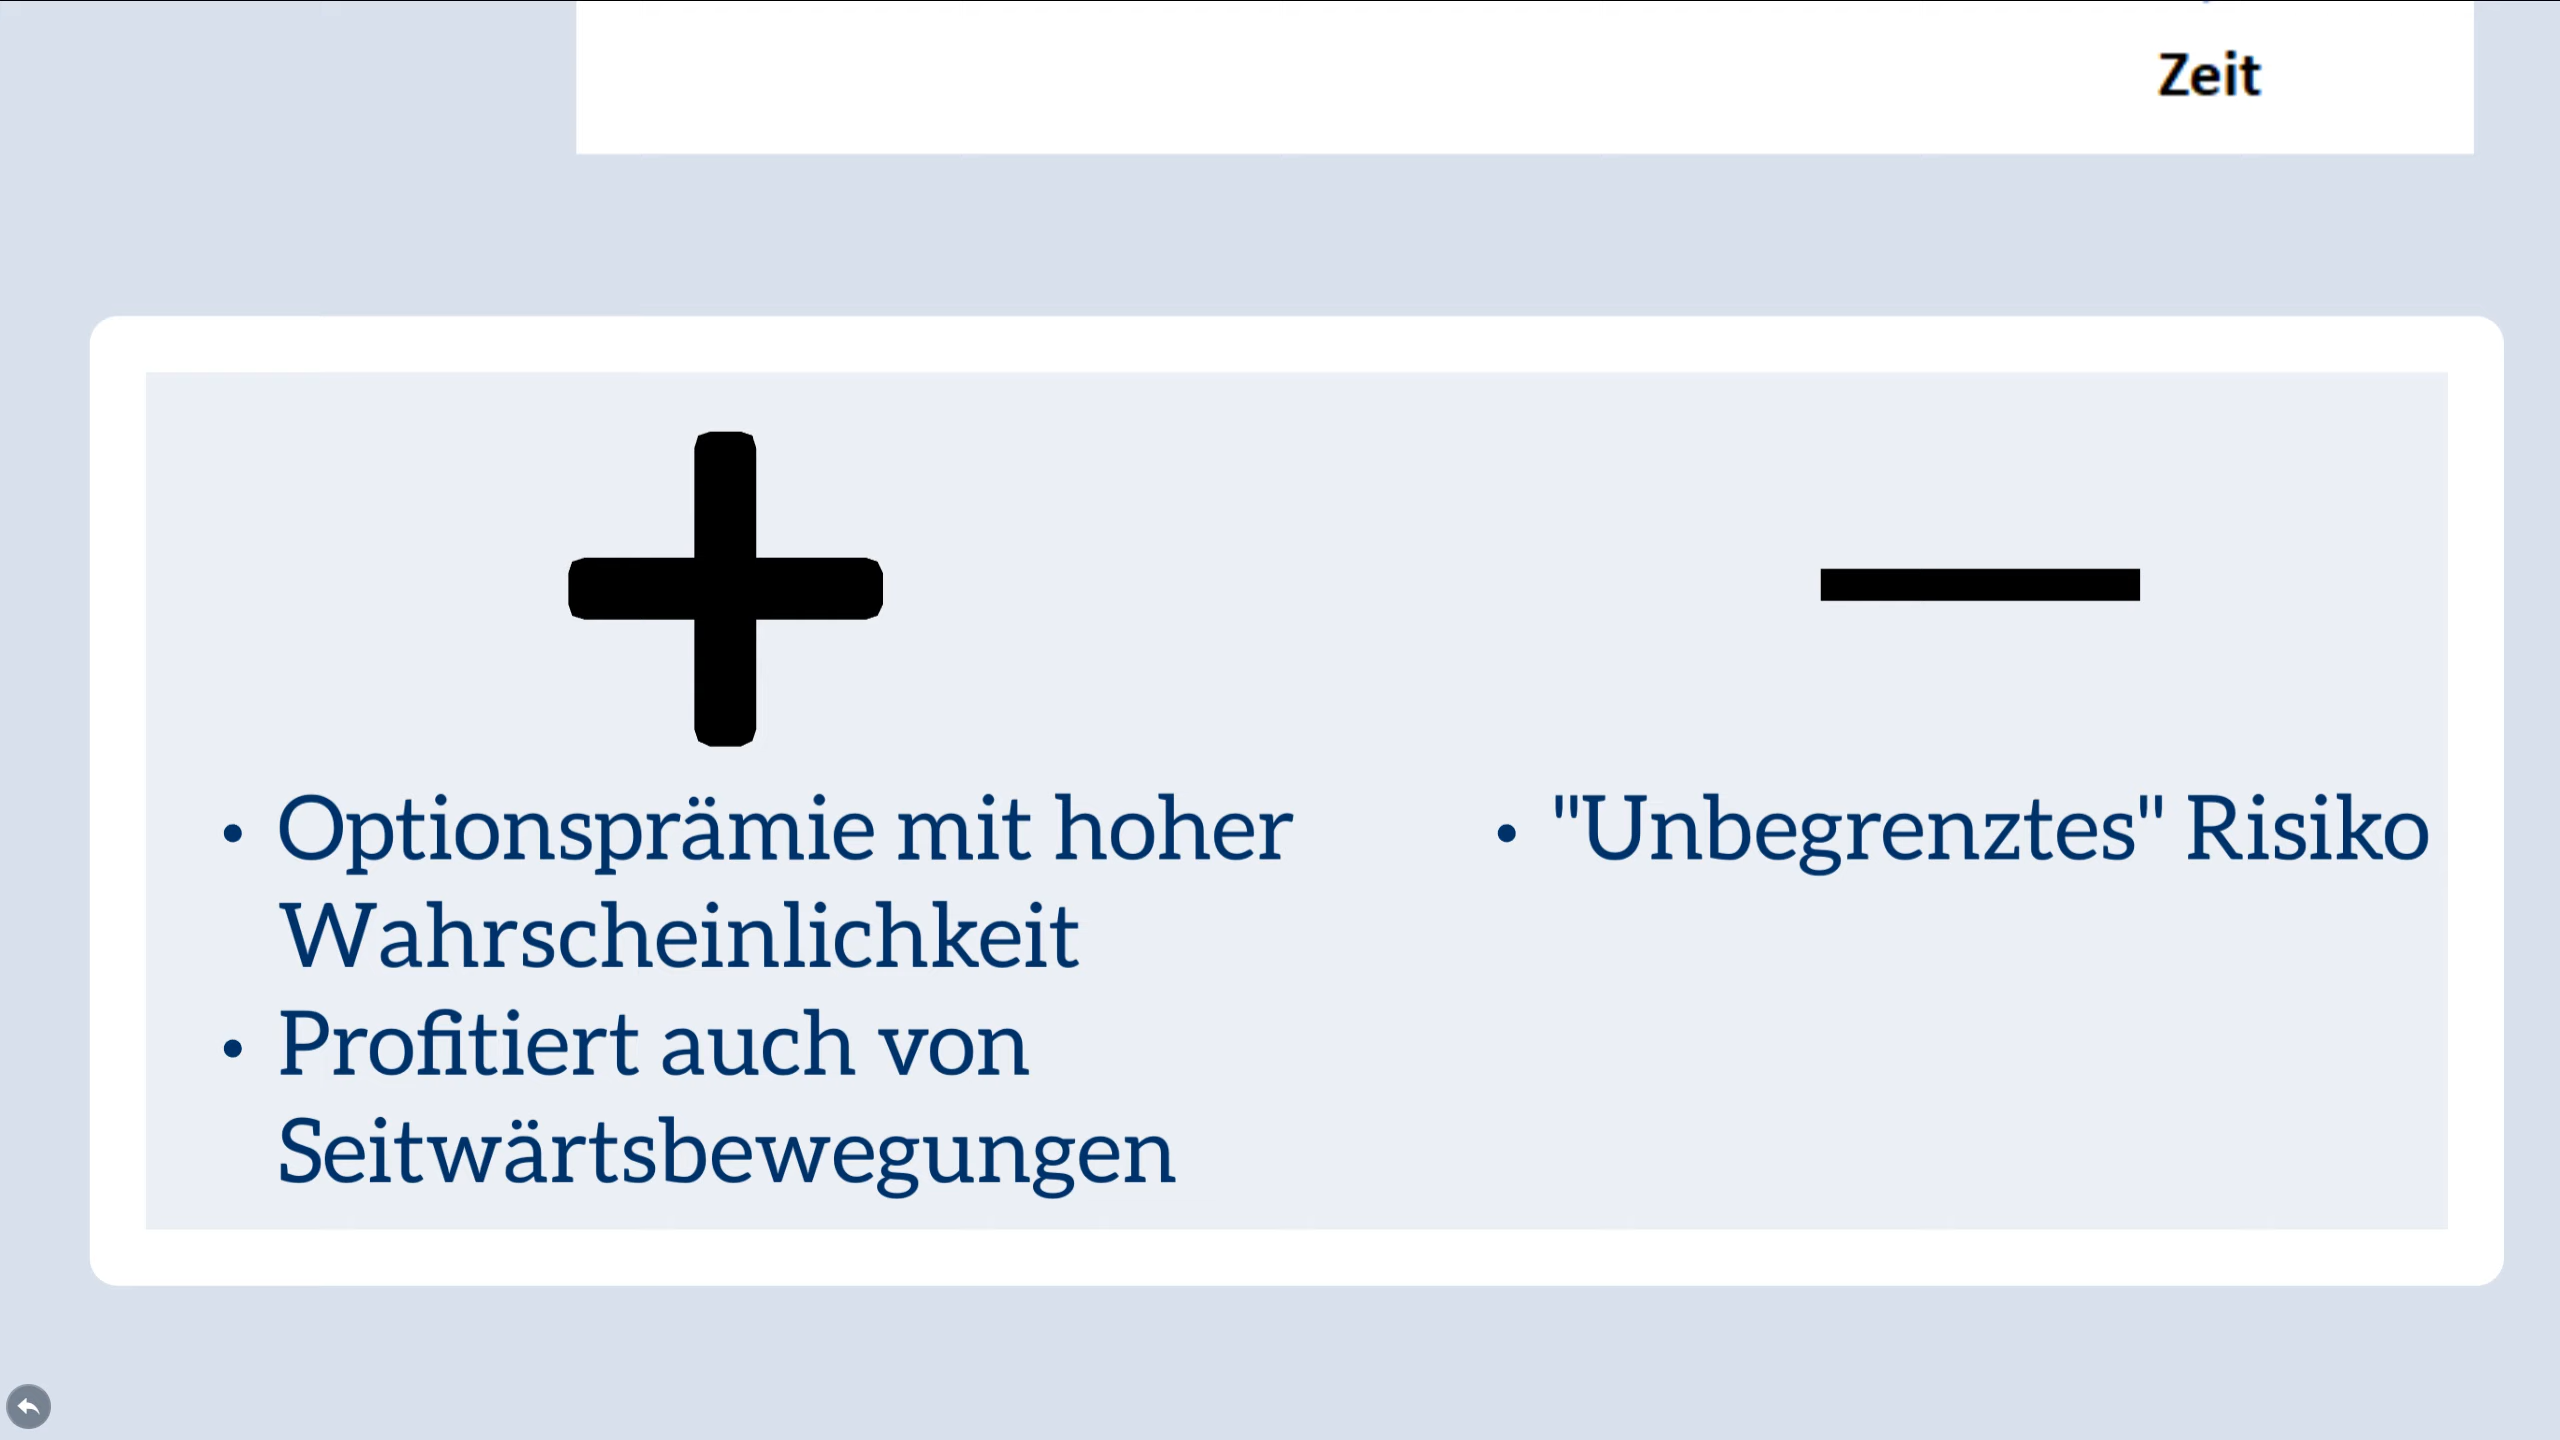 Zeit
• Optionsprämie mit hoher
Wahrscheinlichkeit
• Profitiert auch von
Seitwärtsbewegungen
• "Unbegrenztes" Risiko